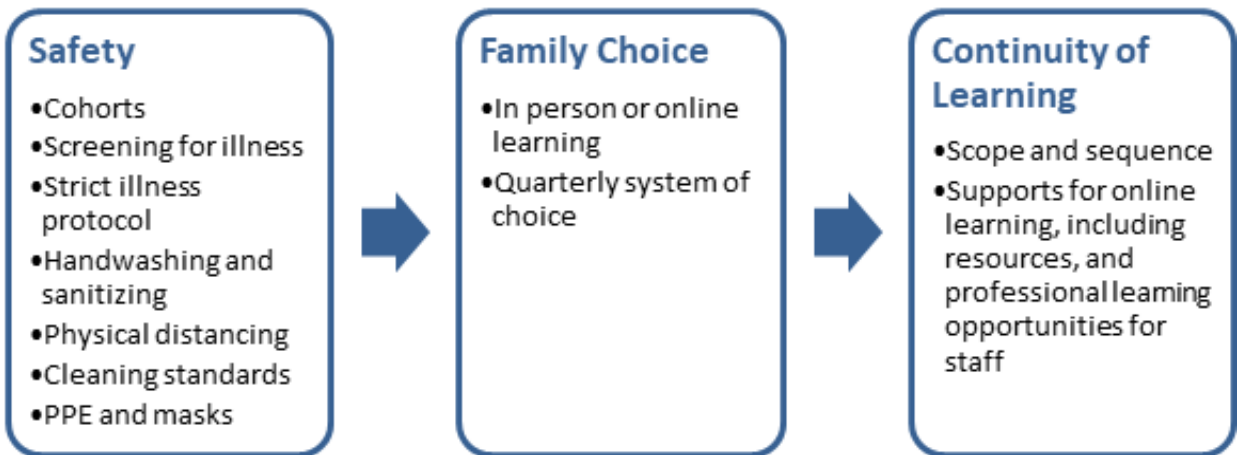 Safety
•Cohorts
•Screening for illness
•Strict illness
protocol
•Handwashing and
sanitizing
•Physical distancing
•Cleaning standards
•PPE and masks
Family Choice
•In person or online
learning
•Quarterly system of
choice
Continuity of
Learning
•Scope and sequence
•Supports for online
learning, including
resources, and
professional learning
opportunities for
staff